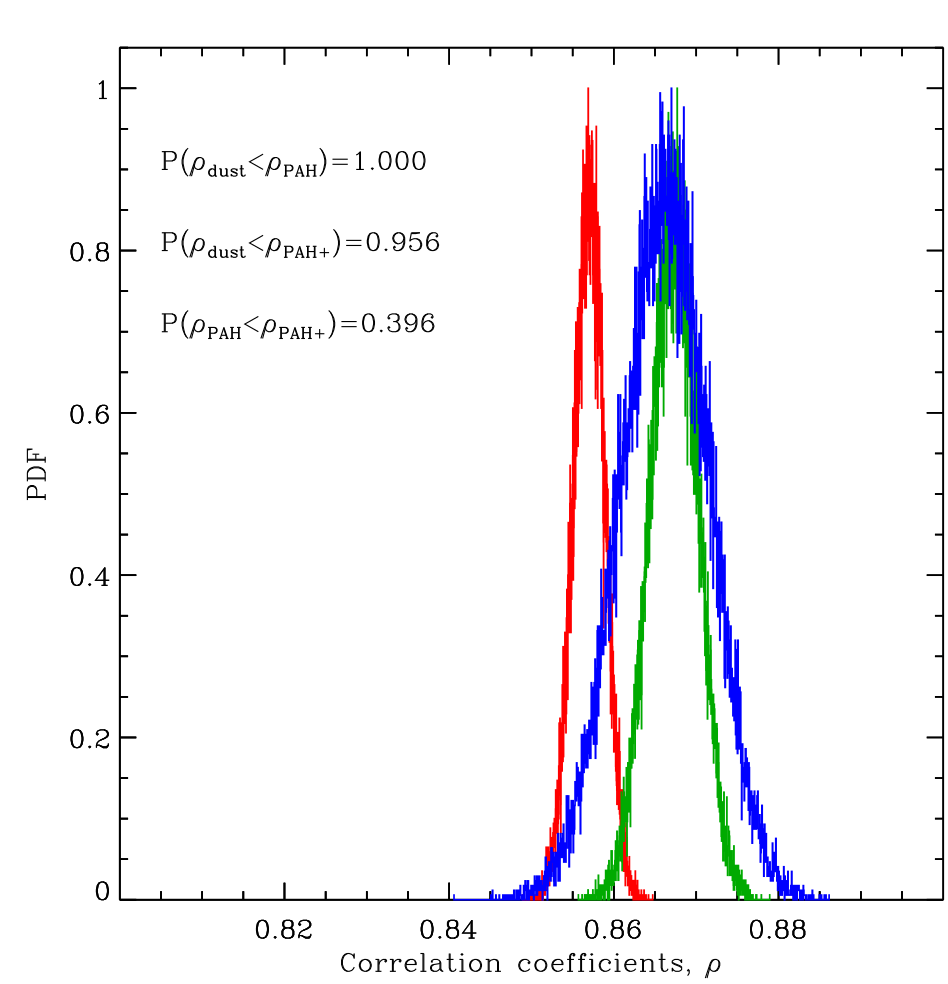 1
P(ρdust<ρPAH)=1.000
P(ρdust<ρPAH+)=0.956
0.8
P(ρPAH<ρPAH+)=0.396
0.6
PDF
0.4
0.2
0
0.82 0.84 0.86 0.88
Correlation coefficients, ρ